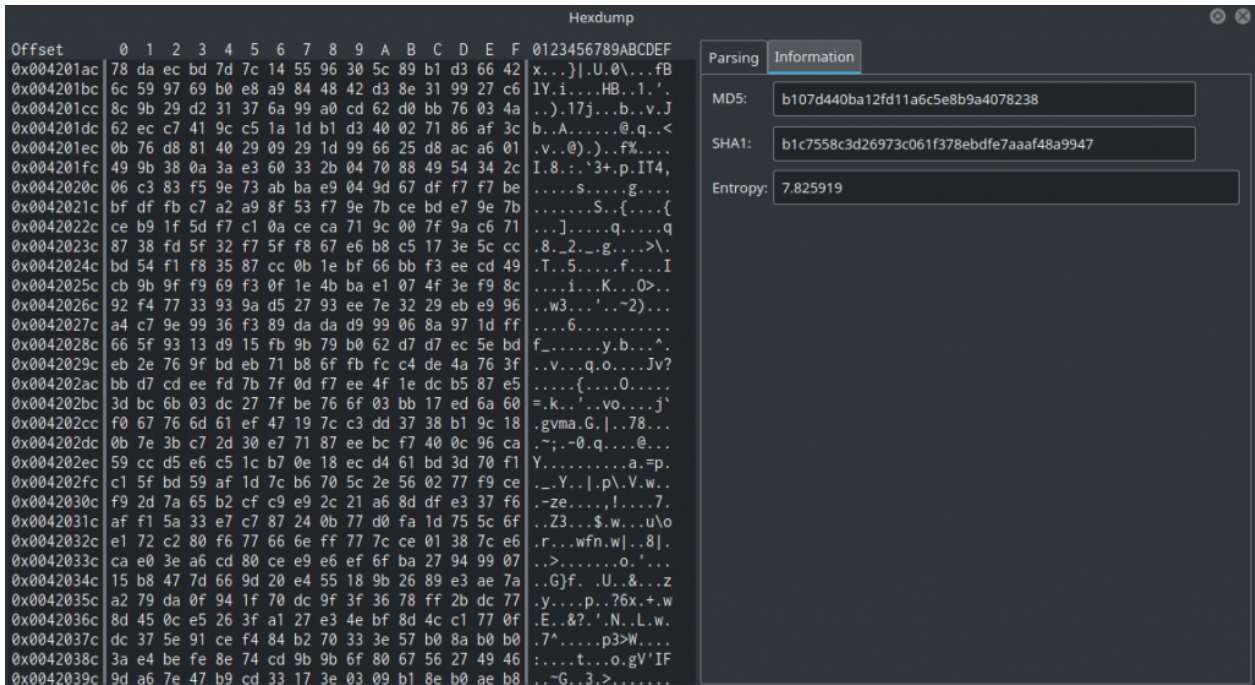 Hexdump
Offset 0 1 2 3 4 5 6 7 8 9 A B C D E F 0123456789ABCDEF
0x004201ac 78 da ec bd 7d 7c 14 55 96 30 5c 89 b1 d3 66 42 x...}|.U.0\...fB
0x004201bc 6c 59 97 69 b0 e8 a9 84 48 42 d3 8e 31 99 27 c6 lY.i....HB..1.'.
0x004201cc 8c 9b 29 d2 31 37 6a 99 a0 cd 62 d0 bb 76 03 4a ..).17j...b..v.J
0x004201dc 62 ec c7 41 9c c5 1a 1d b1 d3 40 02 71 86 af 3c b..A......@.q..<
0x004201ec 0b 76 d8 81 40 29 09 29 1d 99 66 25 d8 ac a6 01 .v..@).)..f%....
0x004201fc 49 9b 38 0a 3a ae e3 60 33 2b 04 70 88 49 54 34 2c I.8.:.`3+.p.IT4,
0x0042020c 06 c3 83 f5 9e 73 ab ba e9 04 9d 67 df f7 f7 be .....s.....g....
0x0042021c bf df fb c7 a2 a9 8f 53 f7 9e 7b ce bd e7 9e 7b .......S..{....{
0x0042022c ce b9 1f 5d f7 c1 0a ce ca 71 9c 00 7f 9a c6 71 ...].....q.....q
0x0042023c 87 38 fd 5f 32 f7 5f f8 67 e6 b8 c5 17 3e 5c cc .8._2._.g....>\.
0x0042024c bd 54 f1 f8 35 87 cc 0b 1e bf 66 bb f3 ee cd 49 .T..5.....f....I
0x0042025c cb 9b 9f f9 69 f3 0f 1e 4b ba e1 07 4f 3e f9 8c ....i...K...O>..
0x0042026c 92 f4 77 33 93 9a d5 27 93 ee 7e 32 29 eb e9 96 ..w3...'..~2)...
0x0042027c a4 c7 9e 99 36 f3 89 da da d9 99 06 8a 97 1d ff ....6...........
0x0042028c 66 5f 93 13 d9 15 fb 9b 79 b0 62 d7 d7 ec 5e bd f_......y.b...^.
0x0042029c eb 2e 76 9f bd eb 71 b8 6f fb fc c4 de 4a 76 3f ..v...q.o....Jv?
0x004202ac bb d7 cd ee fd 7b 7f 0d f7 ee 4f 1e dc b5 87 e5 .....{....O.....
0x004202bc 3d bc 6b 03 dc 27 7f be 76 6f 03 bb 17 ed 6a 60 =.k..'..vo....j`
0x004202cc f0 67 76 6d 61 ef 47 19 7c c3 dd 37 38 b1 9c 18 .gvma.G.|..78...
0x004202dc 0b 7e 3b c7 2d 30 e7 71 87 ee bc f7 40 0c 96 ca .~;.-0.q....@...
0x004202ec 59 cc d5 e6 c5 1c b7 0e 18 ec d4 61 bd 3d 70 f1 Y..........a.=p.
0x004202fc c1 5f bd 59 af 1d 7c b6 70 5c 2e 56 02 77 f9 ce ._.Y..|.p\.V.w..
0x0042030c f9 2d 7a 65 b2 cf c9 e9 2c 21 a6 8d df e3 37 f6 .-ze....,!....7.
0x0042031c af f1 5a 33 e7 c7 87 24 0b 77 d0 fa 1d 75 5c 6f ..Z3...$.w...u\o
0x0042032c e1 72 c2 80 f6 77 66 6e ff 77 7c ce 01 38 7c e6 .r...wfn.w|..8|.
0x0042033c ca e0 3e a6 cd 80 ce e9 e6 ef 6f ba 27 94 99 07 ..>.......o.'...
0x0042034c 15 b8 47 7d 66 9d 20 e4 55 18 9b 26 89 e3 ae 7a ..G}f. .U..&...z
0x0042035c a2 79 da 0f 94 1f 70 dc 9f 3f 36 78 ff 2b dc 77 .y....p..?6x.+.w
0x0042036c 8d 45 0c e5 26 3f a1 27 e3 4e bf 8d 4c c1 77 0f .E..&?.'.N..L.w.
0x0042037c dc 37 5e 91 ce f4 84 b2 70 33 3e 57 b0 8a b0 b0 .7^.....p3>W....
0x0042038c 3a e4 be fe 8e 74 cd 9b 9b 6f 80 67 56 27 49 46 :....t...o.gV'IF
0x0042039c 9d a6 7e 47 b9 cd 33 17 3e 03 09 b1 8e b0 ae b8 ..~G..3.>.......
Parsing Information
MD5: b107d440ba12fd11a6c5e8b9a4078238
SHA1: b1c7558c3d26973c061f378ebdfe7aaaf48a9947
Entropy: 7.825919